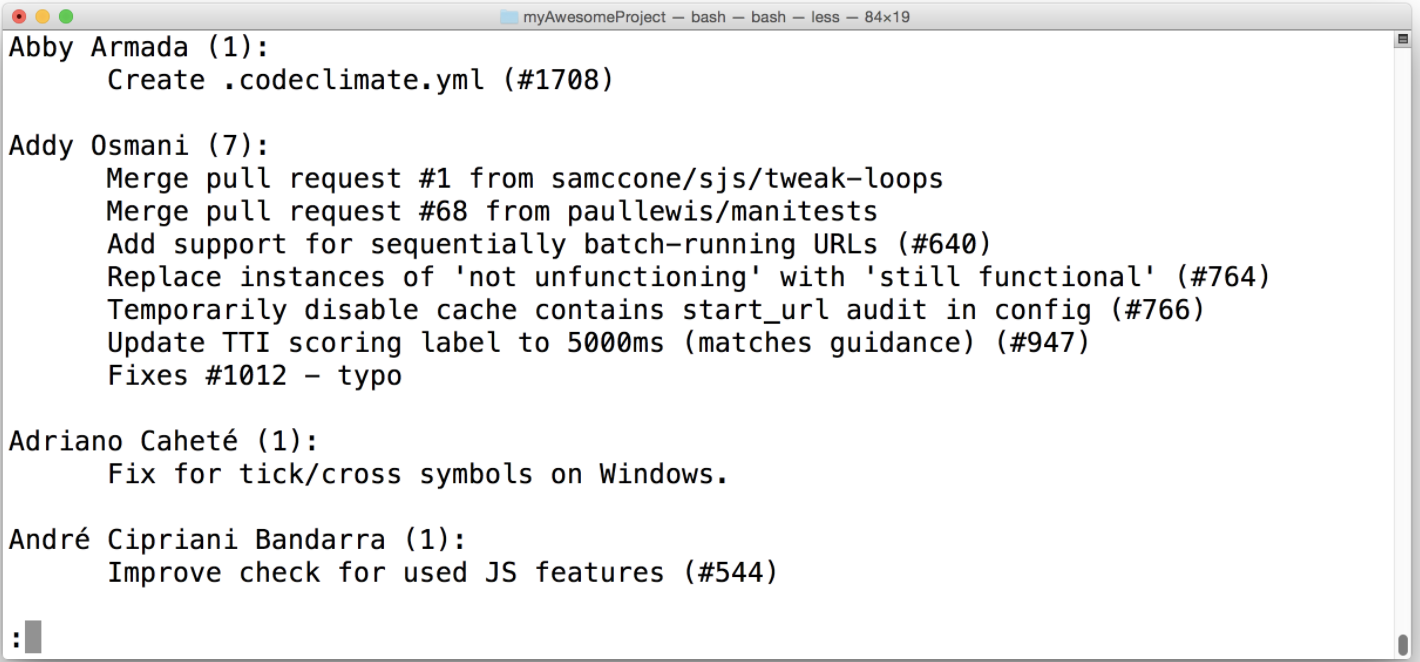 myAwesomeProject — bash — bash — less — 84×19
Abby Armada (1):
Create .codeclimate.yml (#1708)
Addy Osmani (7):
Merge pull request #1 from samccone/sjs/tweak-loops
Merge pull request #68 from paullewis/manitests
Add support for sequentially batch-running URLs (#640)
Replace instances of 'not unfunctioning' with 'still functional' (#764)
Temporarily disable cache contains start_url audit in config (#766)
Update TTI scoring label to 5000ms (matches guidance) (#947)
Fixes #1012 – typo
Adriano Caheté (1):
Fix for tick/cross symbols on Windows.
André Cipriani Bandarra (1):
Improve check for used JS features (#544)
: